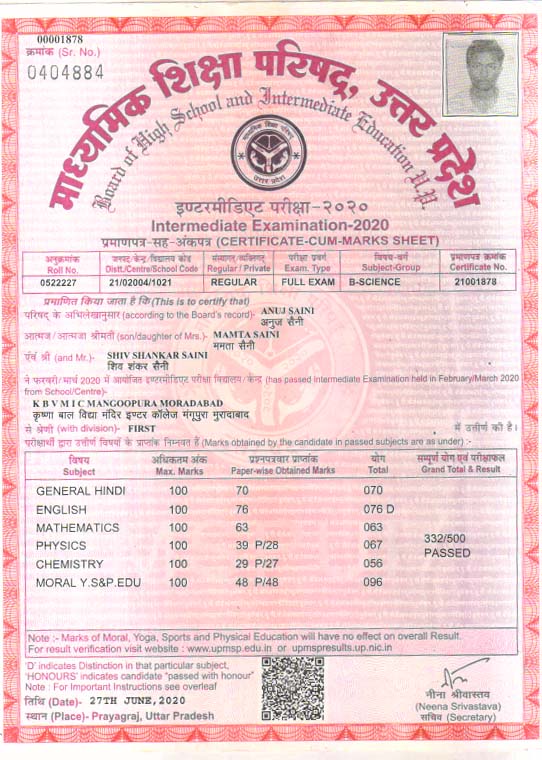 00001878
क्रमांक (Sr. No.)
0404884
माध्यमिक शिक्षा परिषद्, उत्तर प्रदेश
Board of High School and Intermediate Education U.P.
माध्यमिक शिक्षा परिषद्
उत्तर प्रदेश
इण्टरमीडिएट परीक्षा-२०२०
Intermediate Examination-2020
प्रमाणपत्र-सह-अंकपत्र (CERTIFICATE-CUM-MARKS SHEET)
अनुक्रमांक जनपद/केन्द्र/विद्यालय कोड संस्थागत/व्यक्तिगत परीक्षा प्रवर्ग विषय-वर्ग प्रमाणपत्र क्रमांक
Roll No. Distt./Centre/School Code Regular / Private Exam. Type Subject-Group Certificate No.
0522227 21/02004/1021 REGULAR FULL EXAM B-SCIENCE 21001878
प्रमाणित किया जाता है कि(This is to certify that)
परिषद के अभिलेखानुसार (according to the Board's record)- ANUJ SAINI
अनुज सैनी
आत्मज / आत्मजा श्रीमती (son/daughter of Mrs.)- MAMTA SAINI
ममता सैनी
एंवं श्री (and Mr.)- SHIV SHANKAR SAINI
शिव शंकर सैनी
ने फरवरी/ मार्च 2020 में आयोजित इण्टरमीडिएट परीक्षा विद्यालय/ केन्द्र (has passed Intermediate Examination held in February/March 2020
from School/Centre)-
K B V M I C MANGOOPURA MORADABAD
कृष्णा बाल विद्या मंदिर इण्टर कॉलेज मंगूपुरा मुरादाबाद
से श्रेणी (with division)- FIRST में उत्तीर्ण की है।
परीक्षार्थी द्वारा उत्तीर्ण विषयों के प्राप्तांक निम्नवत हैं (Marks obtained by the candidate in passed subjects are as under) :-
विषय अधिकतम अंक प्रश्नपत्रवार प्राप्तांक योग सम्पूर्ण योग एवं परीक्षाफल
Subject Max. Marks Paper-wise Obtained Marks Total Grand Total & Result
GENERAL HINDI 100 70 070
ENGLISH 100 76 076 D
MATHEMATICS 100 63 063
PHYSICS 100 39 P/28 067
332/500
PASSED
CHEMISTRY 100 29 P/27 056
MORAL Y.S&P.EDU 100 48 P/48 096
Note :- Marks of Moral, Yoga, Sports and Physical Education will have no effect on overall Result.
For result verification visit website : www.upmsp.edu.in or upmspresults.up.nic.in
'D' indicates Distinction in that particular subject,
'HONOURS' indicates candidate "passed with honour"
Note : For Important Instructions see overleaf
तिथि (Date)- 27TH JUNE,2020
स्थान (Place)- Prayagraj, Uttar Pradesh
नीना श्रीवास्तव
(Neena Srivastava)
सचिव (Secretary)